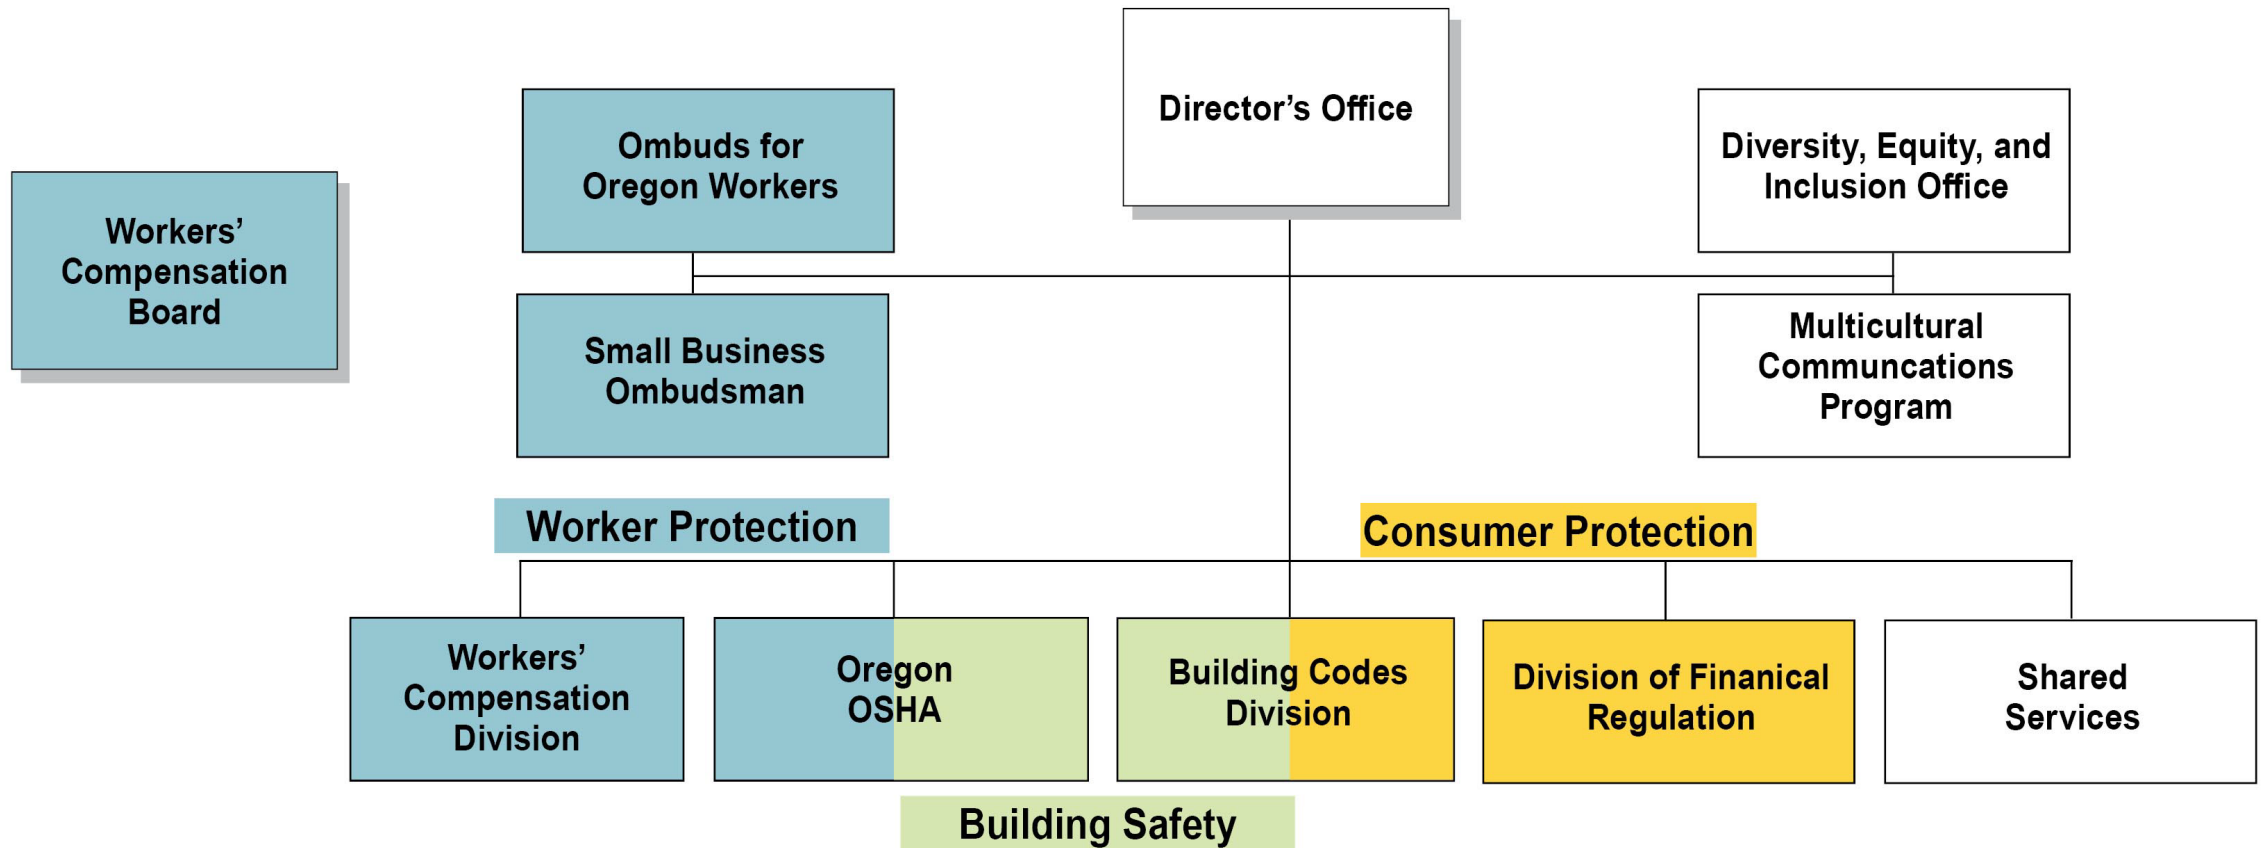 Director’s Office
Ombuds for
Oregon Workers
Diversity, Equity, and
Inclusion Office
Workers’
Compensation
Board
Small Business
Ombudsman
Multicultural
Communcations
Program
Worker Protection
Consumer Protection
Workers’
Compensation
Division
Oregon
OSHA
Building Codes
Division
Division of Finanical
Regulation
Shared
Services
Building Safety